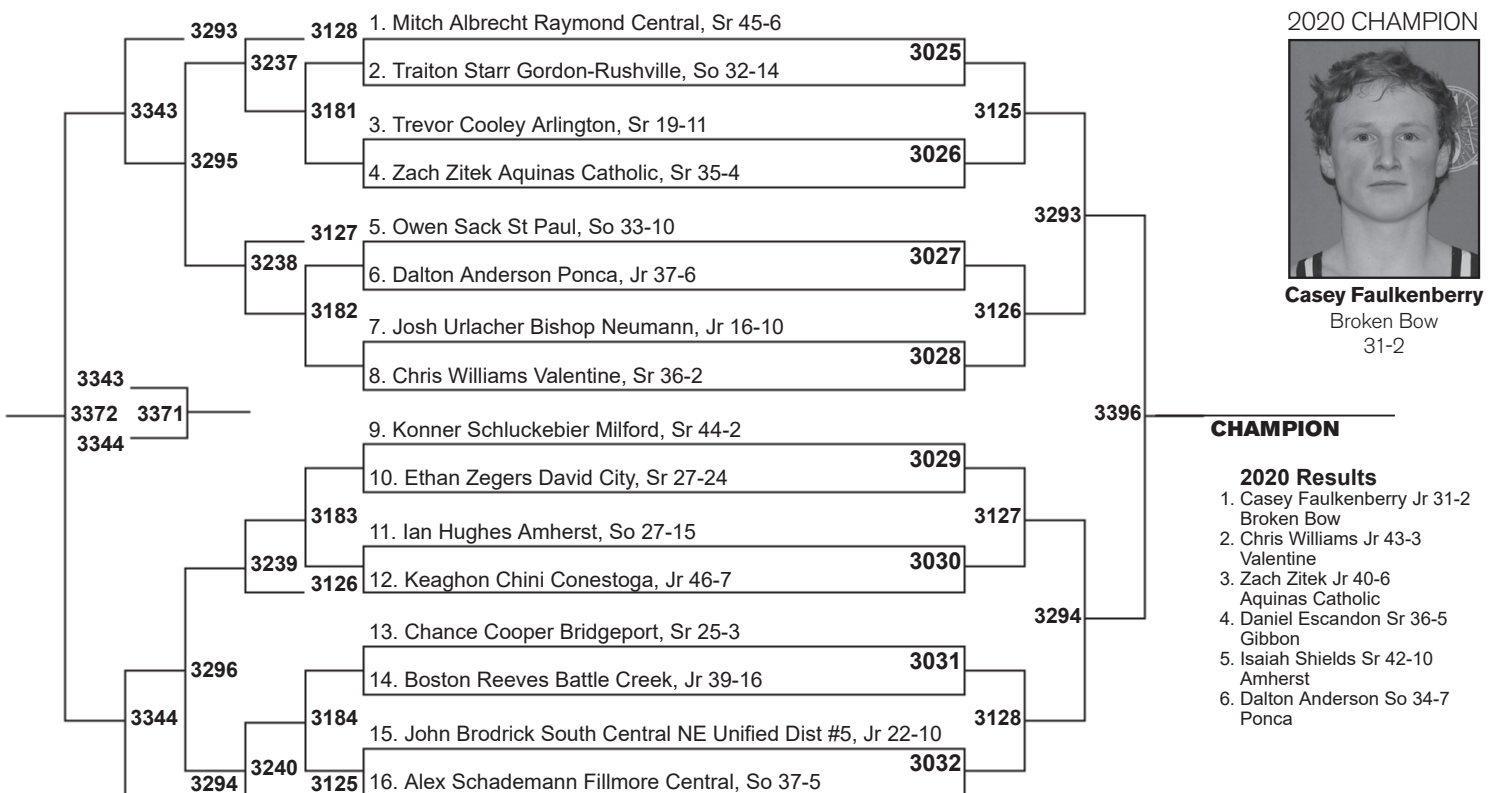 3293
3128
1. Mitch Albrecht Raymond Central, Sr 45-6
3025
3237
2. Traiton Starr Gordon-Rushville, So 32-14
3343
3181
3125
3. Trevor Cooley Arlington, Sr 19-11
3026
3295
4. Zach Zitek Aquinas Catholic, Sr 35-4
3293
3127
5. Owen Sack St Paul, So 33-10
3027
3238
6. Dalton Anderson Ponca, Jr 37-6
3182
3126
7. Josh Urlacher Bishop Neumann, Jr 16-10
3028
8. Chris Williams Valentine, Sr 36-2
3343
3372
3371
3344
3396
9. Konner Schluckebier Milford, Sr 44-2
3029
10. Ethan Zegers David City, Sr 27-24
3183
3127
11. Ian Hughes Amherst, So 27-15
3030
3239
3126
12. Keaghon Chini Conestoga, Jr 46-7
3294
13. Chance Cooper Bridgeport, Sr 25-3
3031
3296
14. Boston Reeves Battle Creek, Jr 39-16
3344
3184
3128
15. John Brodrick South Central NE Unified Dist #5, Jr 22-10
3032
3240
3294
3125
16. Alex Schademann Fillmore Central, So 37-5
2020 CHAMPION
Casey Faulkenberry
Broken Bow
31-2
CHAMPION
2020 Results
1. Casey Faulkenberry Jr 31-2
Broken Bow
2. Chris Williams Jr 43-3
Valentine
3. Zach Zitek Jr 40-6
Aquinas Catholic
4. Daniel Escandon Sr 36-5
Gibbon
5. Isaiah Shields Sr 42-10
Amherst
6. Dalton Anderson So 34-7
Ponca